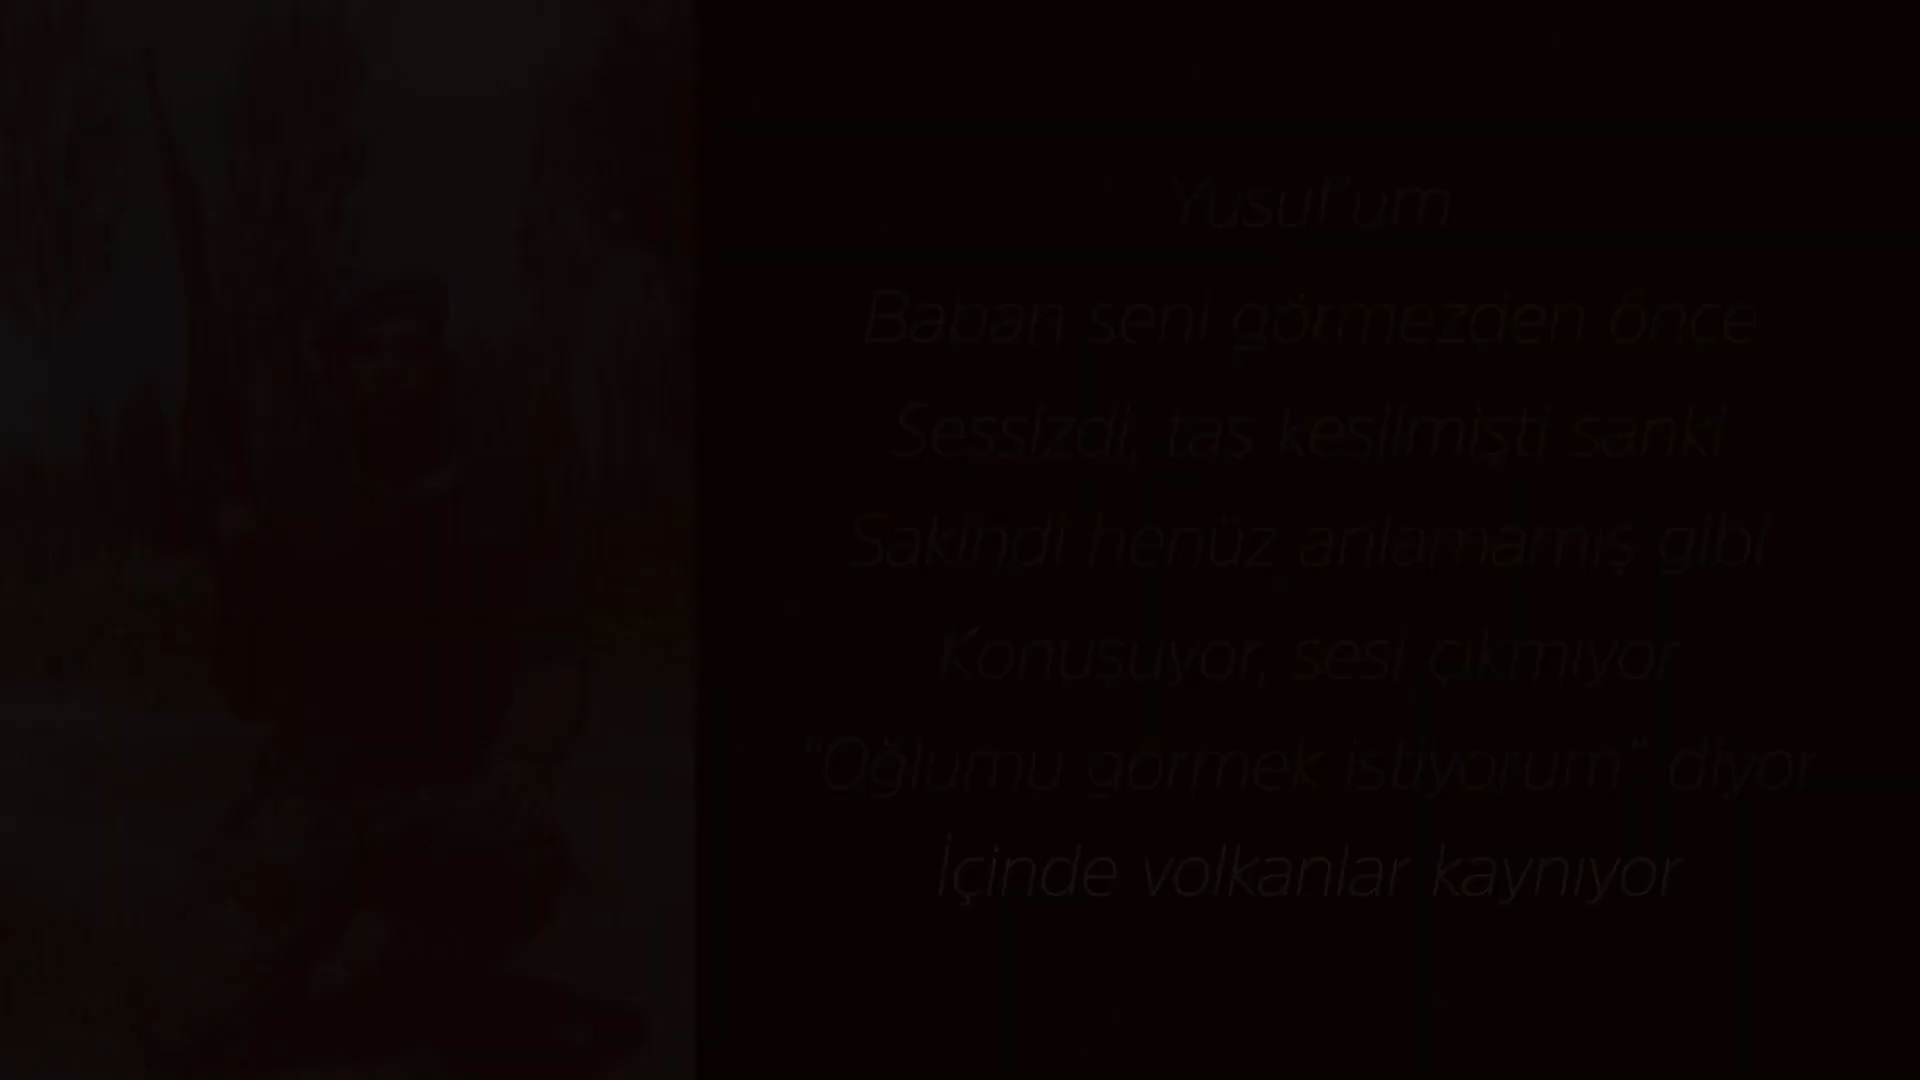 Yusuf'um
Baban seni görmezden önce
Sessizdi, taş kesilmişti sanki
Sakindi henüz anlamamış gibi
Konuşuyor, sesi çıkmıyor
"Oğlumu görmek istiyorum" diyor
İçinde volkanlar kaynıyor